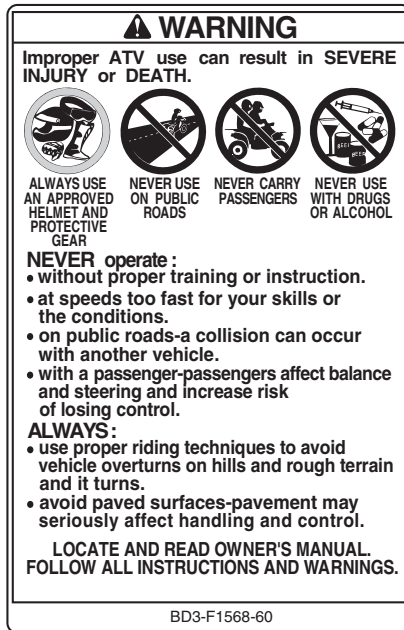 WARNING
Improper ATV use can result in SEVERE
INJURY or DEATH.
BEER
BEER
ALWAYS USE
AN APPROVED
HELMET AND
PROTECTIVE
GEAR
NEVER USE
ON PUBLIC
ROADS
NEVER CARRY
PASSENGERS
NEVER USE
WITH DRUGS
OR ALCOHOL
NEVER operate:
• without proper training or instruction.
• at speeds too fast for your skills or
the conditions.
• on public roads-a collision can occur
with another vehicle.
• with a passenger-passengers affect balance
and steering and increase risk
of losing control.
ALWAYS:
• use proper riding techniques to avoid
vehicle overturns on hills and rough terrain
and it turns.
• avoid paved surfaces-pavement may
seriously affect handling and control.
LOCATE AND READ OWNER'S MANUAL.
FOLLOW ALL INSTRUCTIONS AND WARNINGS.
BD3-F1568-60